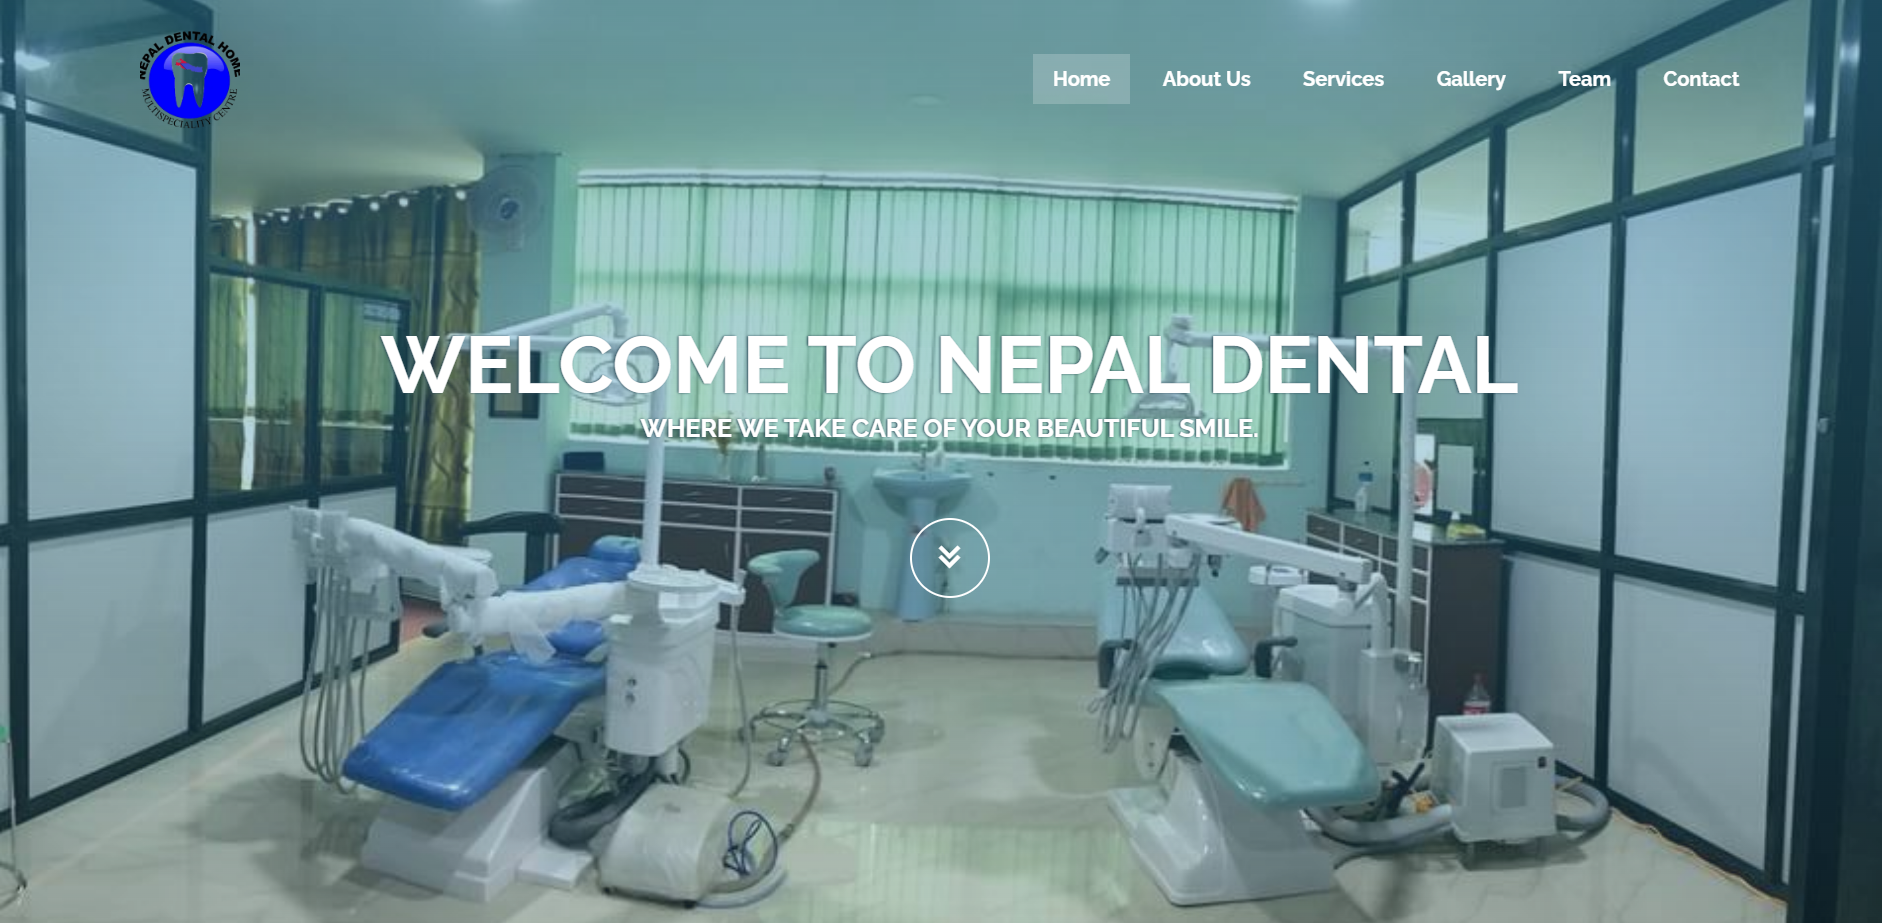 NEPAL DENTAL HOME
MULTISPECIALITY CENTRE
Home
About Us
Services
Gallery
Team
Contact
WELCOME TO NEPAL DENTAL
WHERE WE TAKE CARE OF YOUR BEAUTIFUL SMILE.